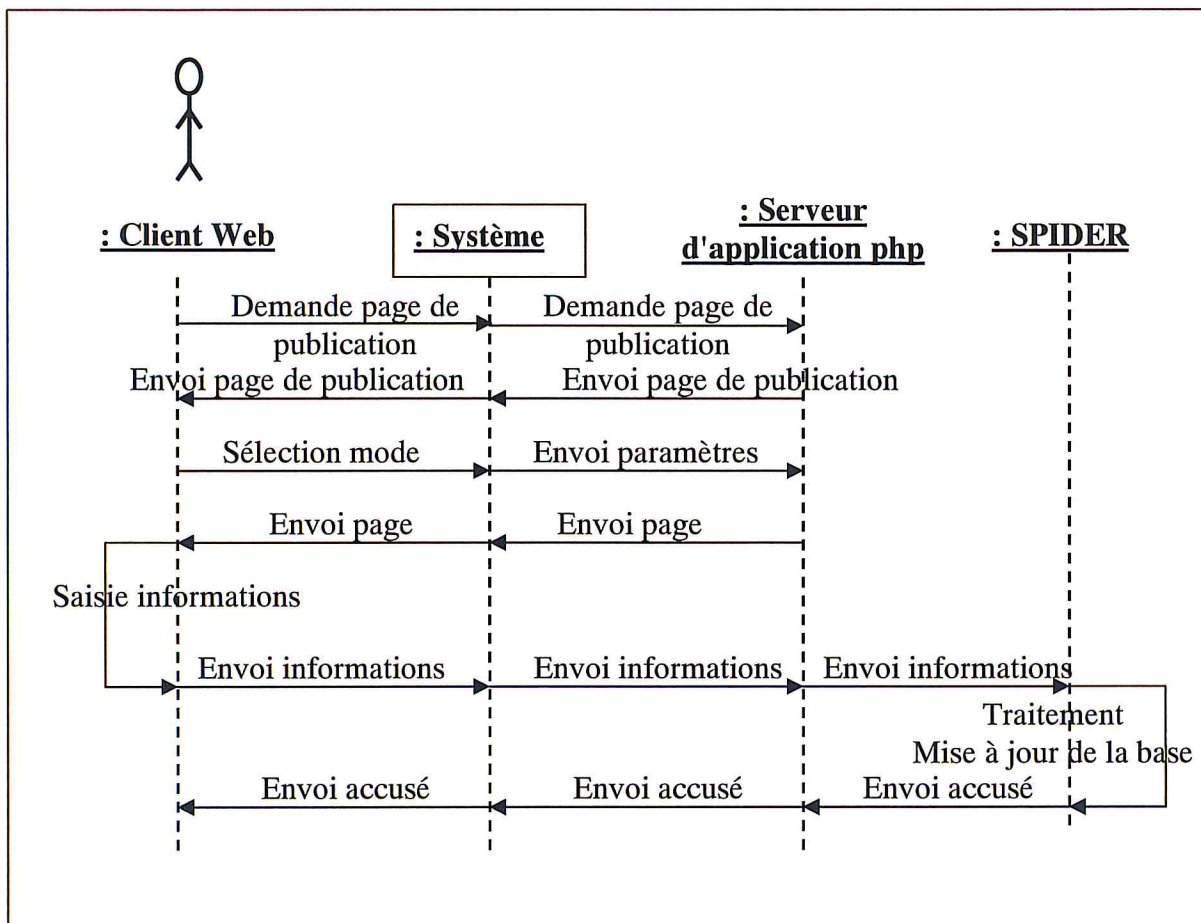 : Client Web
: Système
: Serveur
d'application php
: SPIDER
Demande page de
publication
Demande page de
publication
Envoi page de publication
Envoi page de publication
Sélection mode
Envoi paramètres
Envoi page
Envoi page
Saisie informations
Envoi informations
Envoi informations
Envoi informations
Traitement
Mise à jour de la base
Envoi accusé
Envoi accusé
Envoi accusé